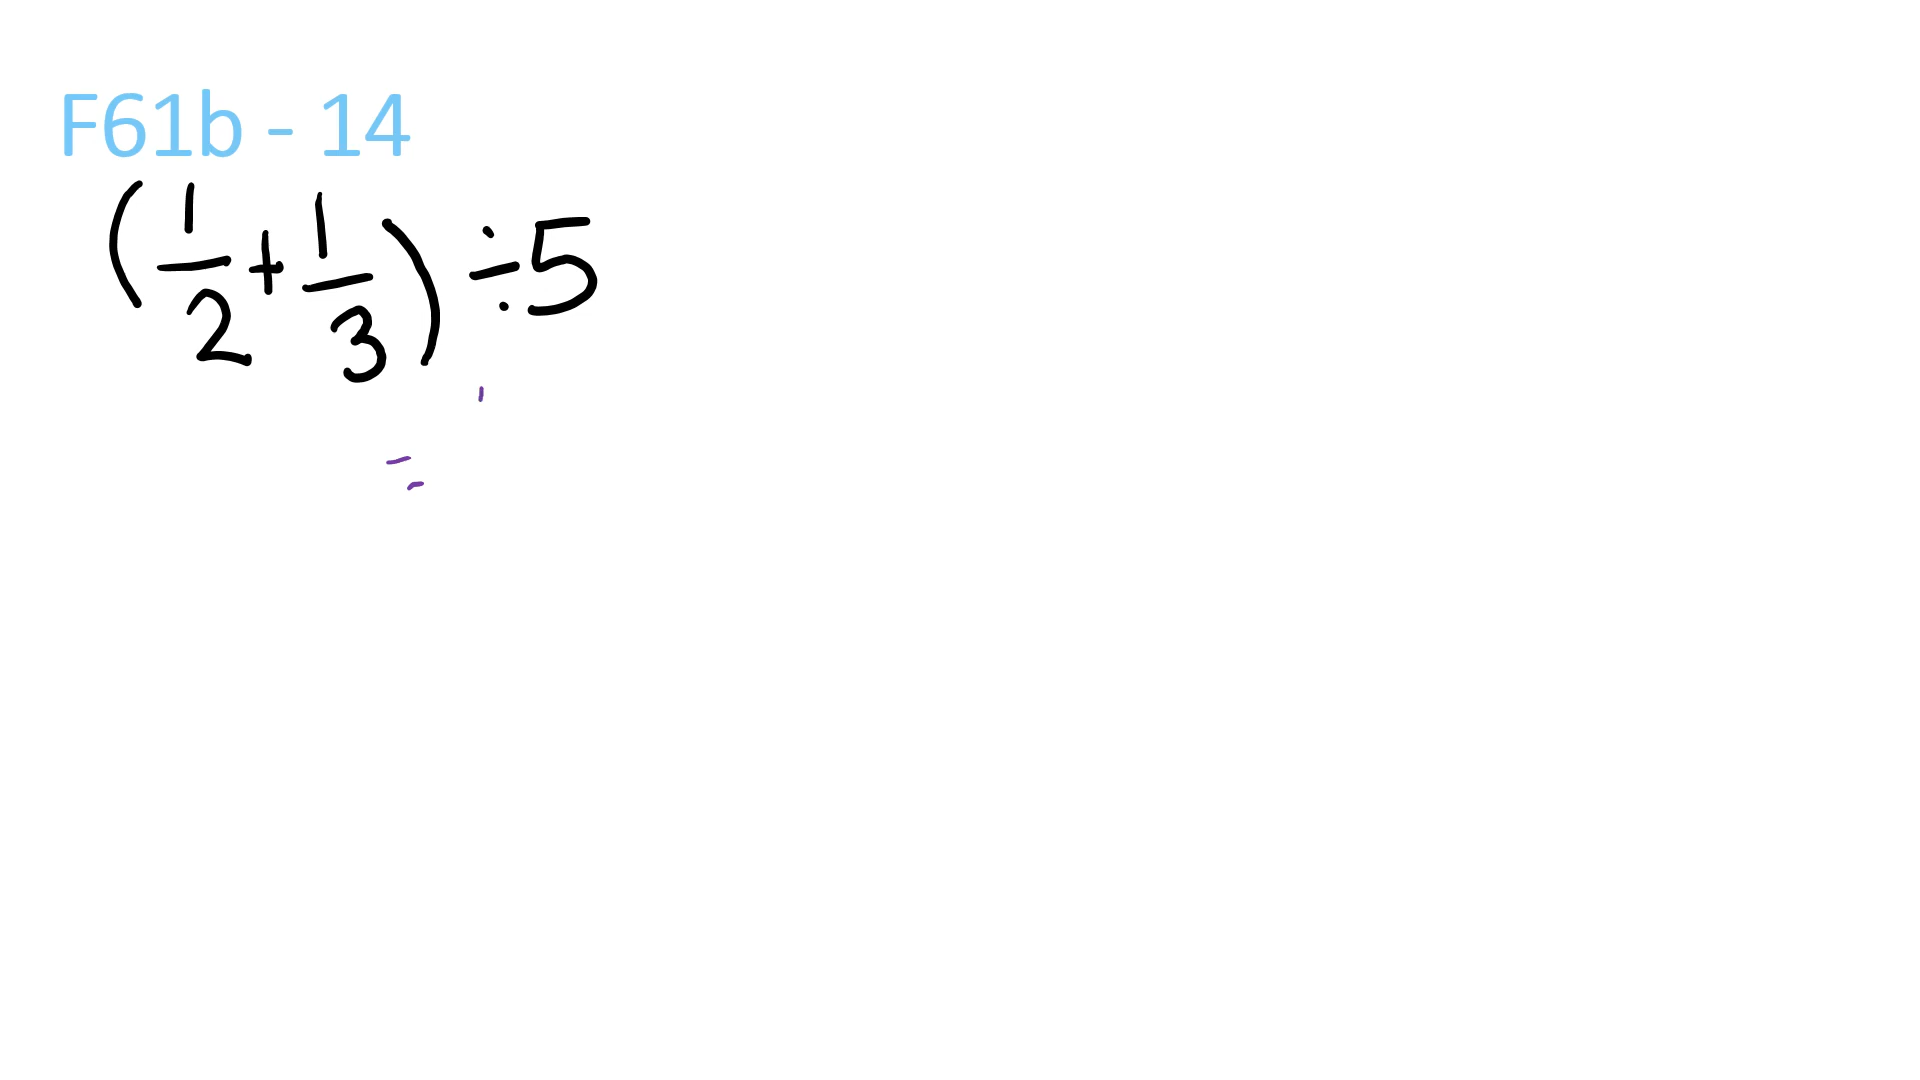 F61b - 14
(1/2 + 1/3) ÷ 5
=